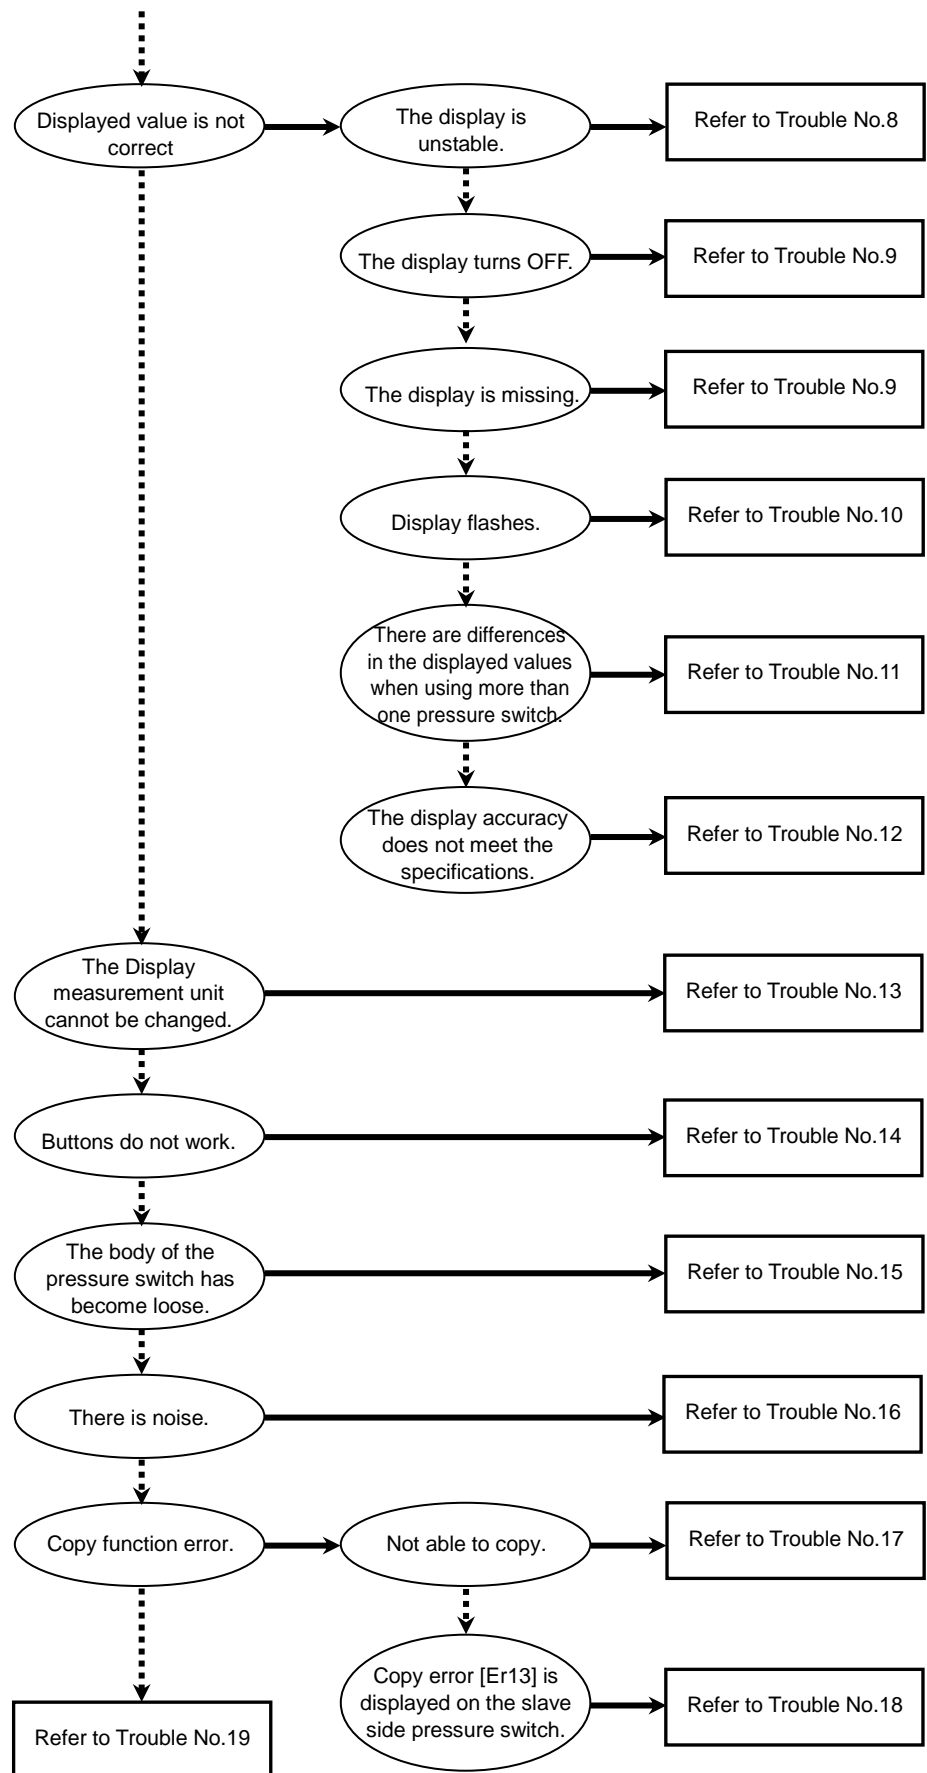 Displayed value is not
correct
The display is
unstable.
Refer to Trouble No.8
The display turns OFF.
Refer to Trouble No.9
The display is missing.
Refer to Trouble No.9
Display flashes.
Refer to Trouble No.10
There are differences
in the displayed values
when using more than
one pressure switch.
Refer to Trouble No.11
The display accuracy
does not meet the
specifications.
Refer to Trouble No.12
The Display
measurement unit
cannot be changed.
Refer to Trouble No.13
Buttons do not work.
Refer to Trouble No.14
The body of the
pressure switch has
become loose.
Refer to Trouble No.15
There is noise.
Refer to Trouble No.16
Copy function error.
Not able to copy.
Refer to Trouble No.17
Copy error [Er13] is
displayed on the slave
side pressure switch.
Refer to Trouble No.18
Refer to Trouble No.19